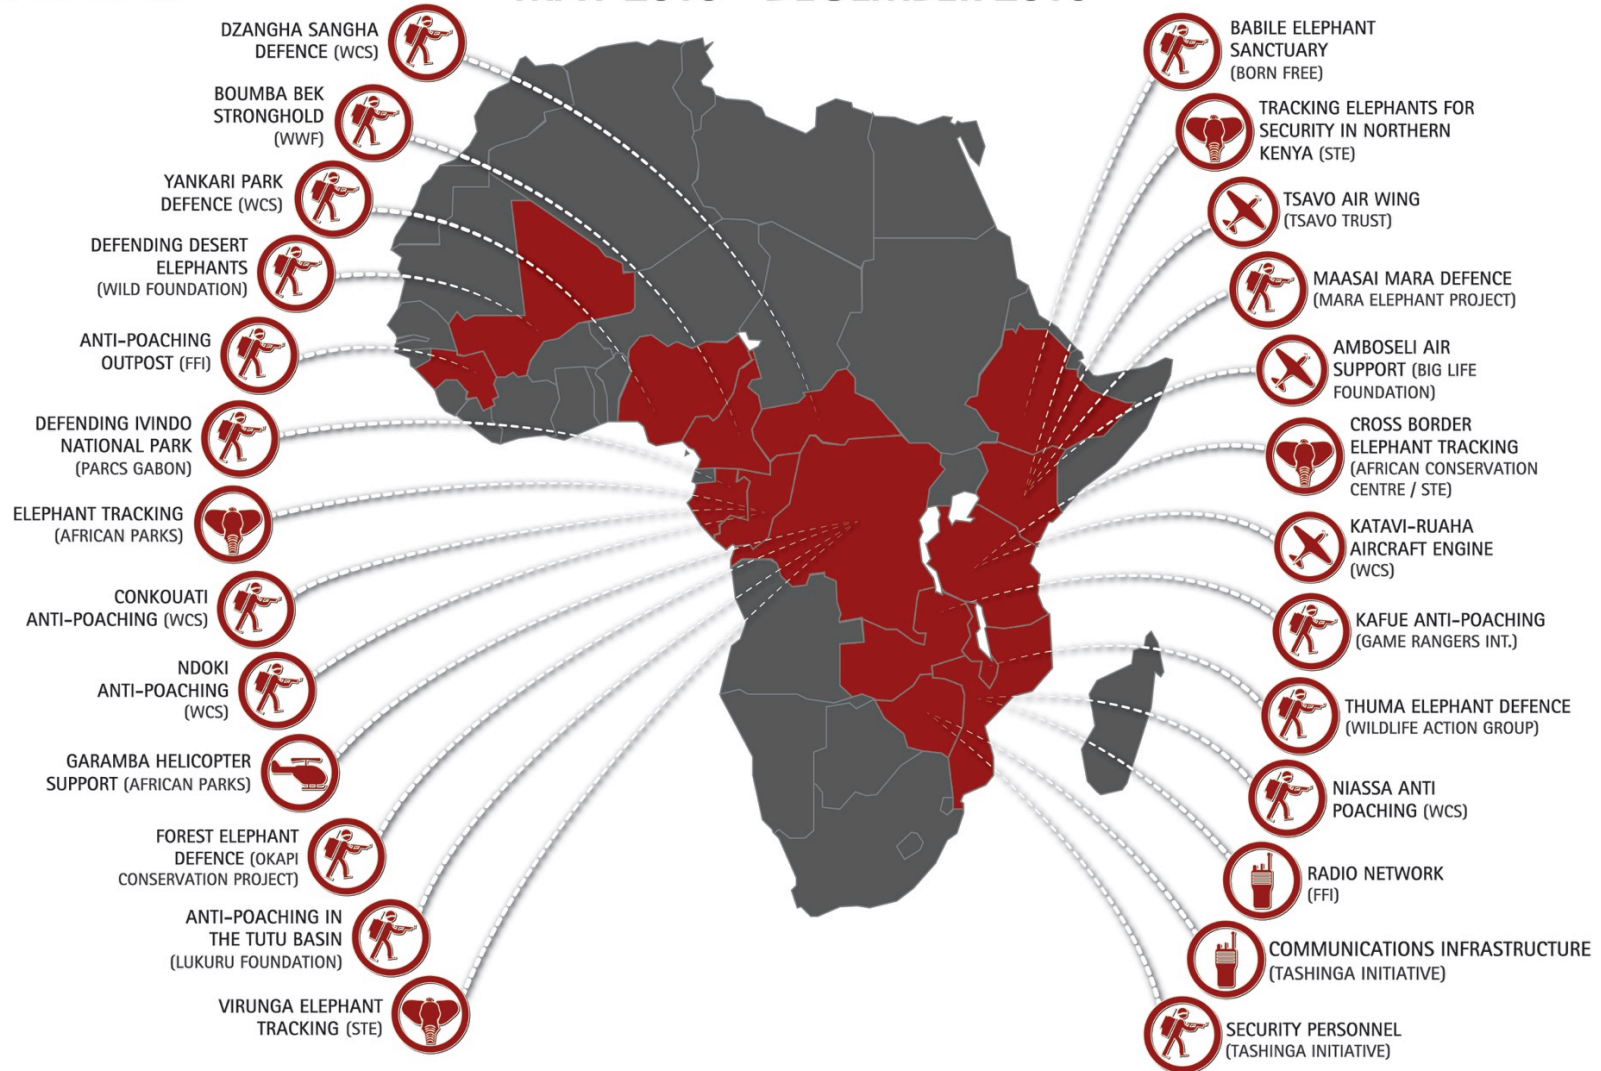 DZANGHA SANGHA
DEFENCE (WCS)
BOUMBA BEK
STRONGHOLD
(WWF)
YANKARI PARK
DEFENCE (WCS)
DEFENDING DESERT
ELEPHANTS
(WILD FOUNDATION)
ANTI-POACHING
OUTPOST (FFI)
DEFENDING IVINDO
NATIONAL PARK
(PARCS GABON)
ELEPHANT TRACKING
(AFRICAN PARKS)
CONKOUATI
ANTI-POACHING (WCS)
NDOKI
ANTI-POACHING
(WCS)
GARAMBA HELICOPTER
SUPPORT (AFRICAN PARKS)
FOREST ELEPHANT
DEFENCE (OKAPI
CONSERVATION PROJECT)
ANTI-POACHING IN
THE TUTU BASIN
(LUKURU FOUNDATION)
VIRUNGA ELEPHANT
TRACKING (STE)
BABILE ELEPHANT
SANCTUARY
(BORN FREE)
TRACKING ELEPHANTS FOR
SECURITY IN NORTHERN
KENYA (STE)
TSAVO AIR WING
(TSAVO TRUST)
MAASAI MARA DEFENCE
(MARA ELEPHANT PROJECT)
AMBOSELI AIR
SUPPORT (BIG LIFE
FOUNDATION)
CROSS BORDER
ELEPHANT TRACKING
(AFRICAN CONSERVATION
CENTRE / STE)
KATAVI-RUAHA
AIRCRAFT ENGINE
(WCS)
KAFUE ANTI-POACHING
(GAME RANGERS INT.)
THUMA ELEPHANT DEFENCE
(WILDLIFE ACTION GROUP)
NIASSA ANTI
POACHING (WCS)
RADIO NETWORK
(FFI)
COMMUNICATIONS INFRASTRUCTURE
(TASHINGA INITIATIVE)
SECURITY PERSONNEL
(TASHINGA INITIATIVE)